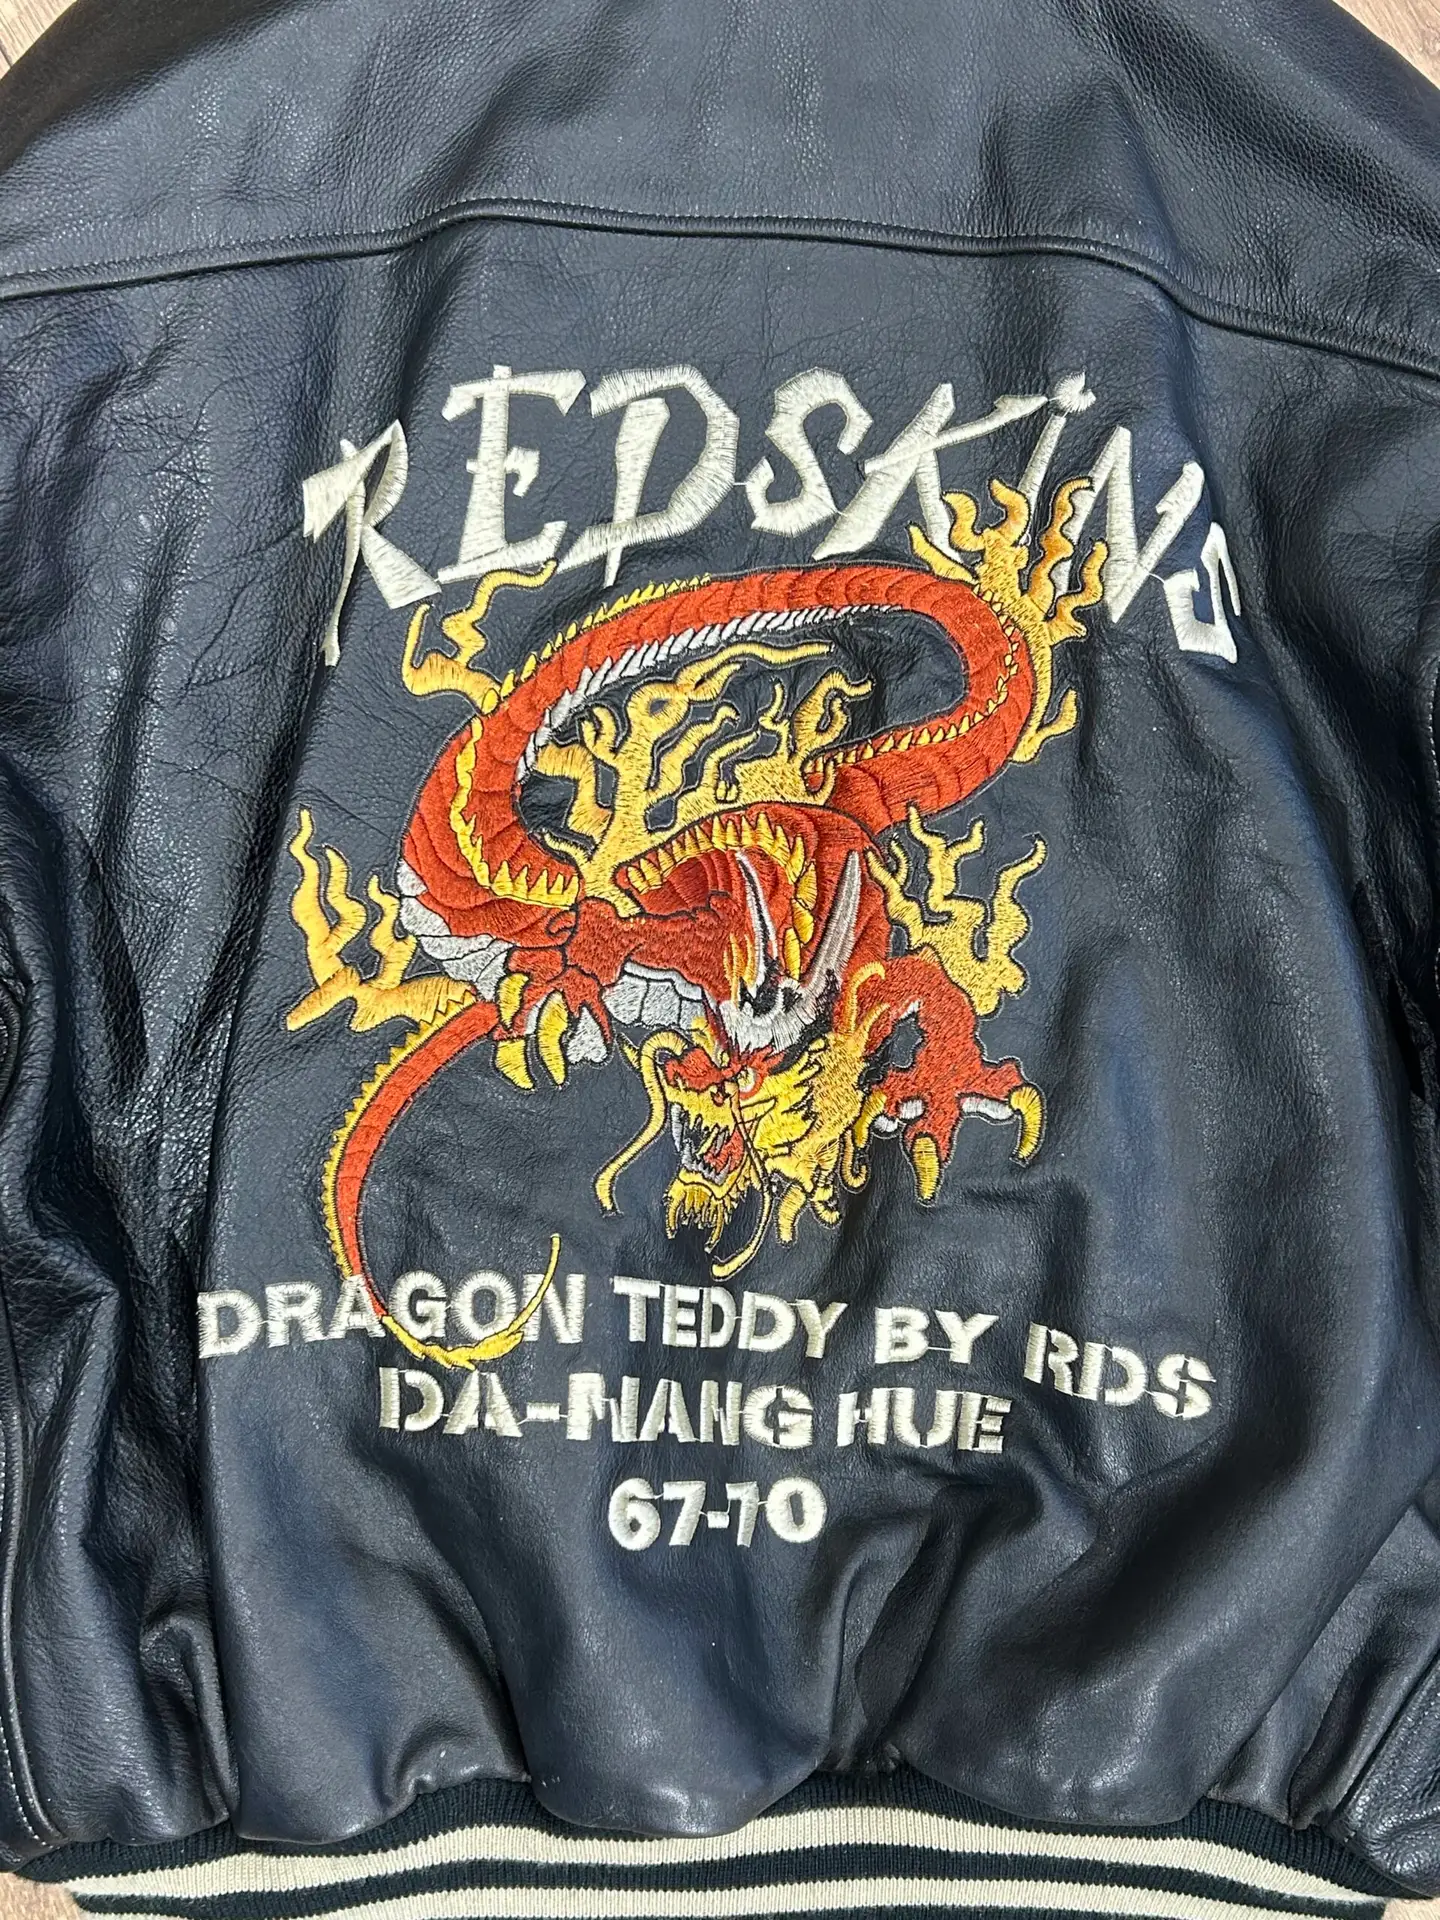 REDSKiNS
DRAGON TEDDY BY RDS
DA-NANG HUE
67-70